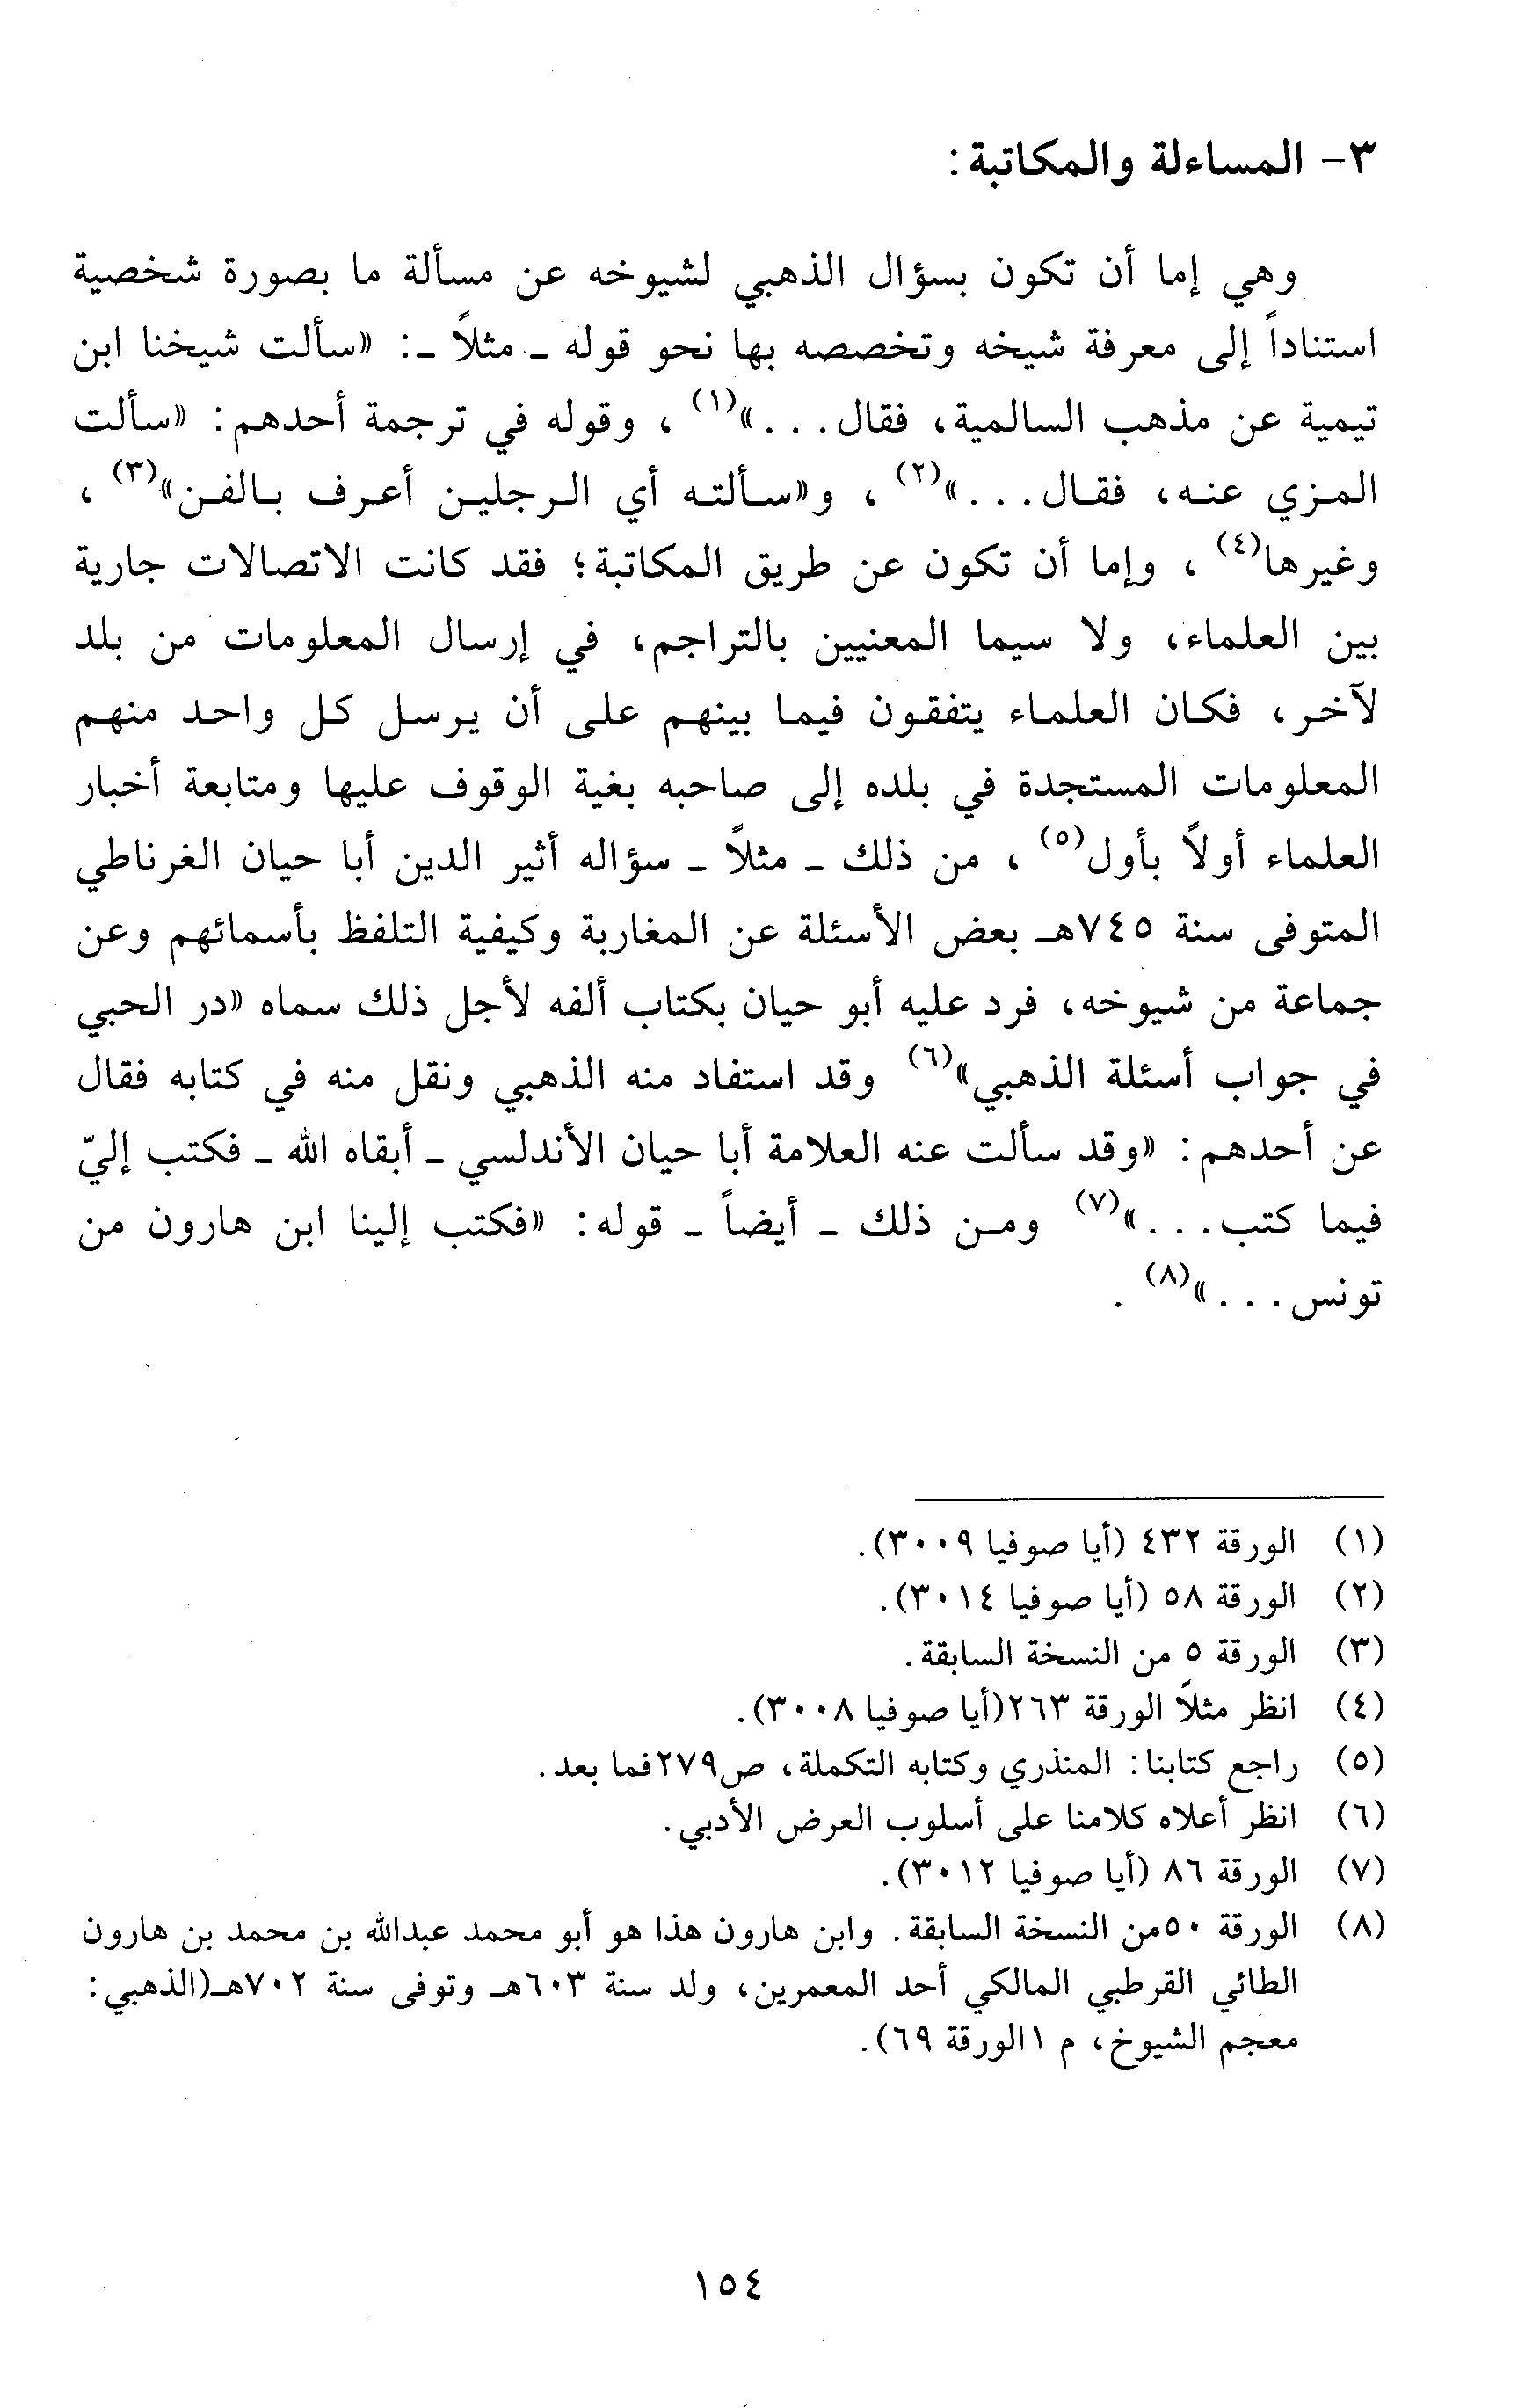 ٣- المساءلة والمكاتبة:
وهي إما أن تكون بسؤال الذهبي لشيوخه عن مسألة ما بصورة شخصية
استناداً إلى معرفة شيخه وتخصصه بها نحو قوله ـ مثلاً ـ: «سألت شيخنا ابن
تيمية عن مذهب السالمية، فقال...»(١)، وقوله في ترجمة أحدهم: «سألت
المزي عنه، فقال...»(٢)، و«سألته أي الرجلين أعرف بالفن»(٣)،
وغيرها(٤)، وإما أن تكون عن طريق المكاتبة؛ فقد كانت الاتصالات جارية
بين العلماء، ولا سيما المعنيين بالتراجم، في إرسال المعلومات من بلد
لآخر، فكان العلماء يتفقون فيما بينهم على أن يرسل كل واحد منهم
المعلومات المستجدة في بلده إلى صاحبه بغية الوقوف عليها ومتابعة أخبار
العلماء أولاً بأول(٥)، من ذلك ـ مثلاً ـ سؤاله أثير الدين أبا حيان الغرناطي
المتوفى سنة ٧٤٥هـ بعض الأسئلة عن المغاربة وكيفية التلفظ بأسمائهم وعن
جماعة من شيوخه، فرد عليه أبو حيان بكتاب ألفه لأجل ذلك سماه «در الحبي
في جواب أسئلة الذهبي»(٦) وقد استفاد منه الذهبي ونقل منه في كتابه فقال
عن أحدهم: «وقد سألت عنه العلامة أبا حيان الأندلسي ـ أبقاه الله ـ فكتب إليّ
فيما كتب...»(٧) ومن ذلك ـ أيضاً ـ قوله: «فكتب إلينا ابن هارون من
تونس...»(٨).
(١) الورقة ٤٣٢ (أيا صوفيا ٣٠٠٩).
(٢) الورقة ٥٨ (أيا صوفيا ٣٠١٤).
(٣) الورقة ٥ من النسخة السابقة.
(٤) انظر مثلاً الورقة ٢٦٣(أيا صوفيا ٣٠٠٨).
(٥) راجع كتابنا: المنذري وكتابه التكملة، ص٢٧٩فما بعد.
(٦) انظر أعلاه كلامنا على أسلوب العرض الأدبي.
(٧) الورقة ٨٦ (أيا صوفيا ٣٠١٢).
(٨) الورقة ٥٠من النسخة السابقة. وابن هارون هذا هو أبو محمد عبدالله بن محمد بن هارون
الطائي القرطبي المالكي أحد المعمرين، ولد سنة ٦٠٣هـ وتوفى سنة ٧٠٢هـ(الذهبي:
معجم الشيوخ، م ١الورقة ٦٩).
١٥٤